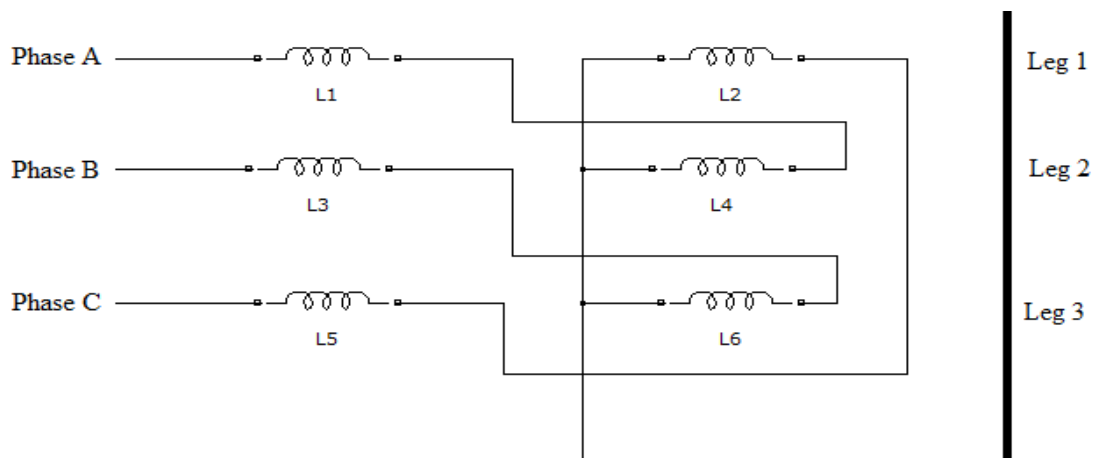 Phase A
L1
L2
Leg 1
Phase B
L3
L4
Leg 2
Phase C
L5
L6
Leg 3